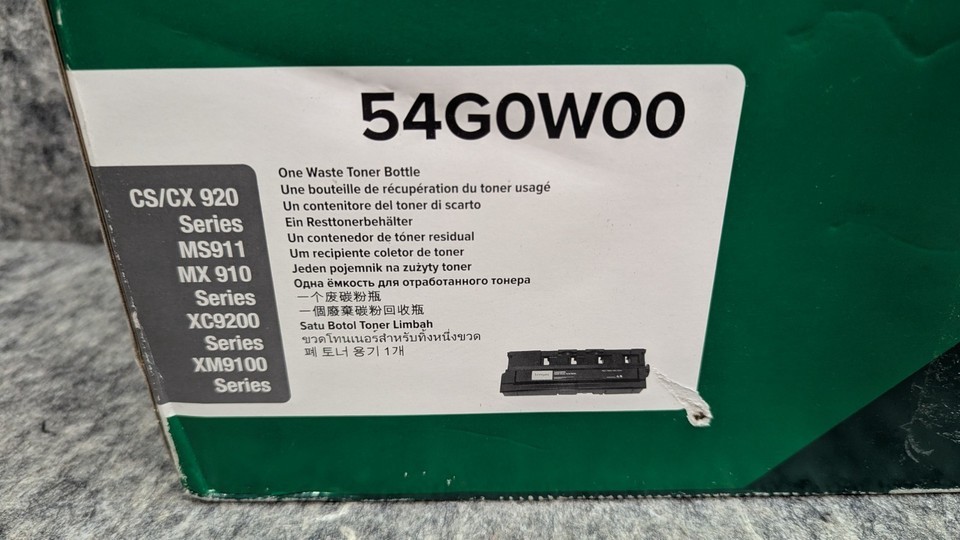 54G0W00
CS/CX 920
Series
MS911
MX 910
Series
XC9200
Series
XM9100
Series
One Waste Toner Bottle
Une bouteille de récupération du toner usagé
Un contenitore del toner di scarto
Ein Resttonerbehälter
Un contenedor de tóner residual
Um recipiente coletor de toner
Jeden pojemnik na zużyty toner
Одна ёмкость для отработанного тонера
一个废碳粉瓶
一個廢棄碳粉回收瓶
Satu Botol Toner Limbah
ขวดโทนเนอร์สำหรับทิ้งหนึ่งขวด
폐 토너 용기 1개